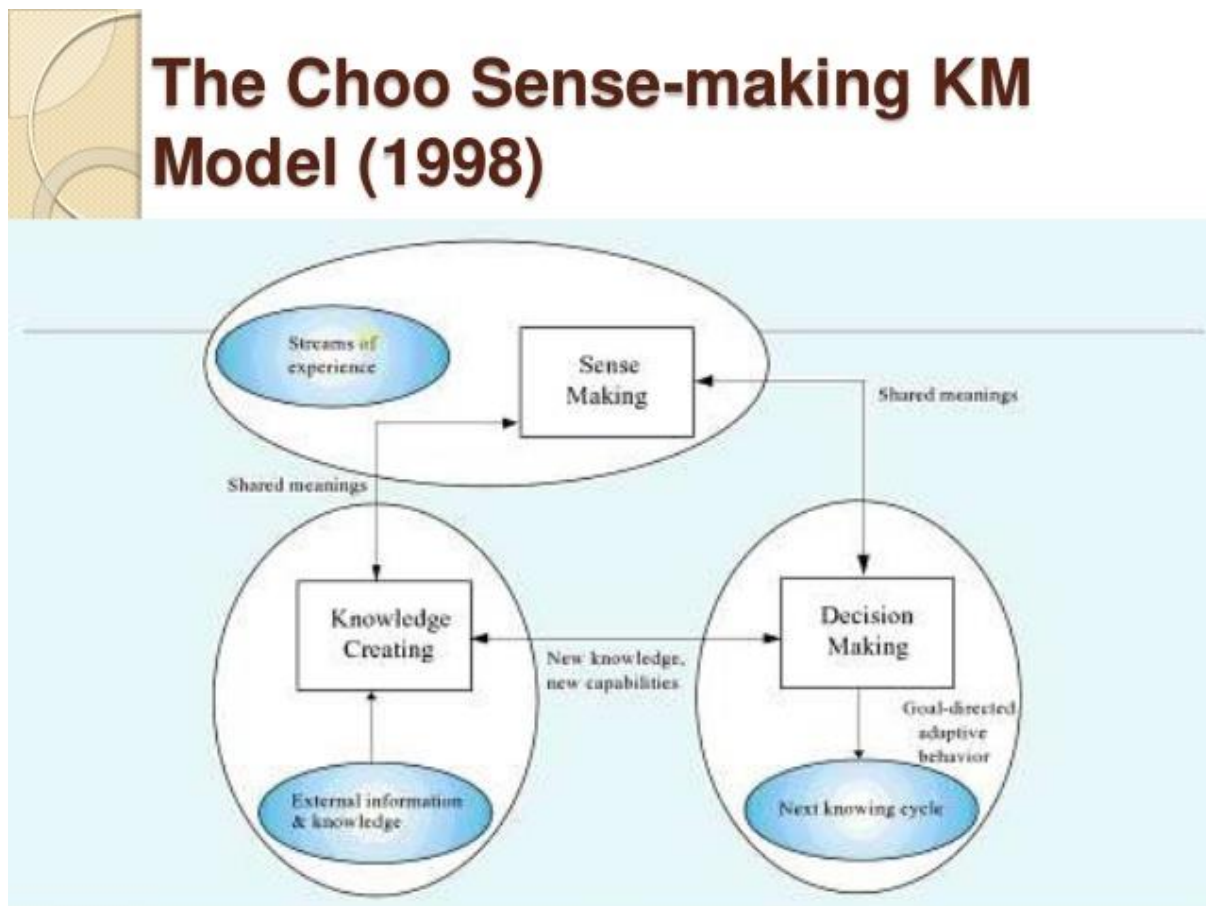 The Choo Sense-making KM
Model (1998)
Streams of
experience
Sense
Making
Shared meanings
Shared meanings
Knowledge
Creating
Decision
Making
New knowledge,
new capabilities
Goal-directed
adaptive
behavior
External information
& knowledge
Next knowing cycle